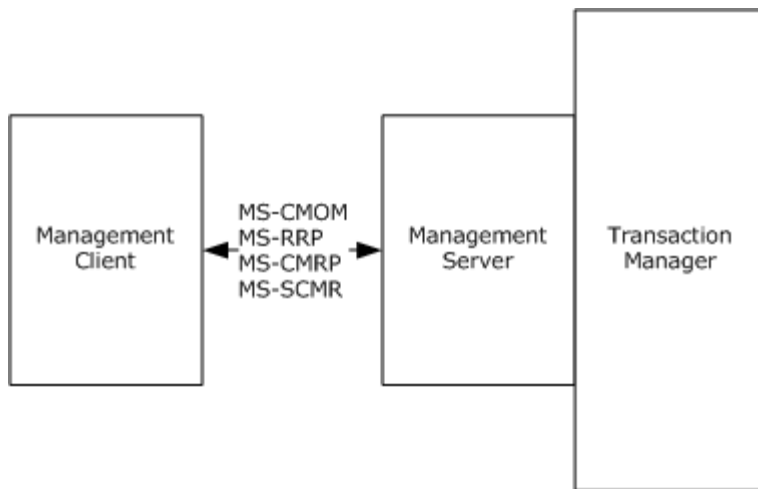 Management
Client
MS-CMOM
MS-RRP
MS-CMRP
MS-SCMR
Management
Server
Transaction
Manager